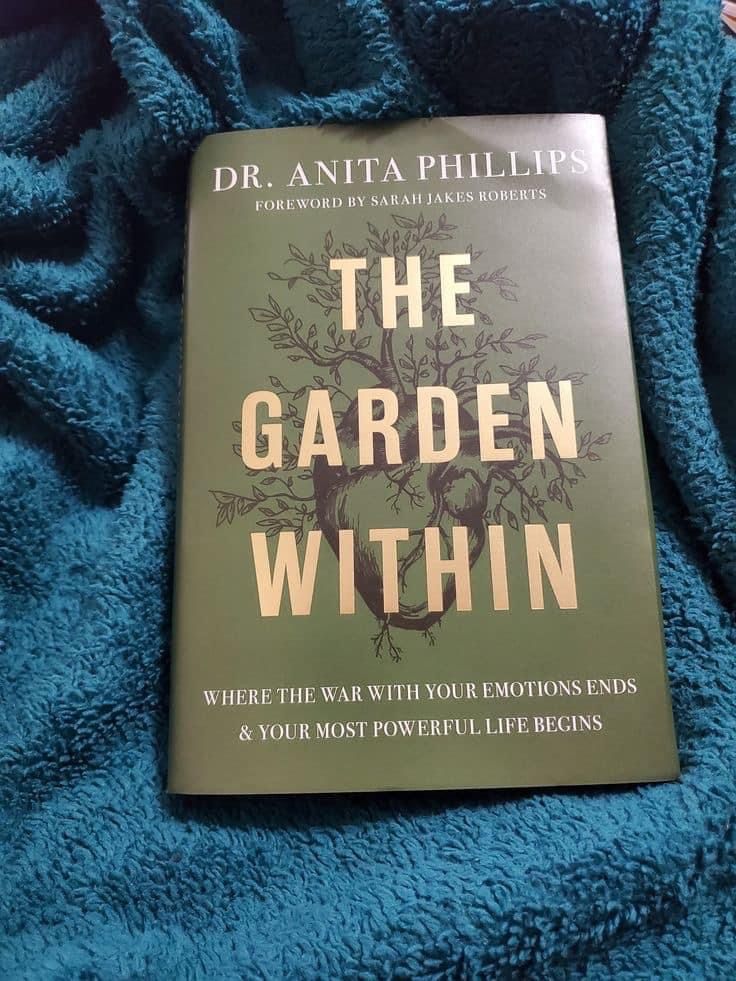 DR. ANITA PHILLIPS
FOREWORD BY SARAH JAKES ROBERTS
THE
GARDEN
WITHIN
WHERE THE WAR WITH YOUR EMOTIONS ENDS
& YOUR MOST POWERFUL LIFE BEGINS